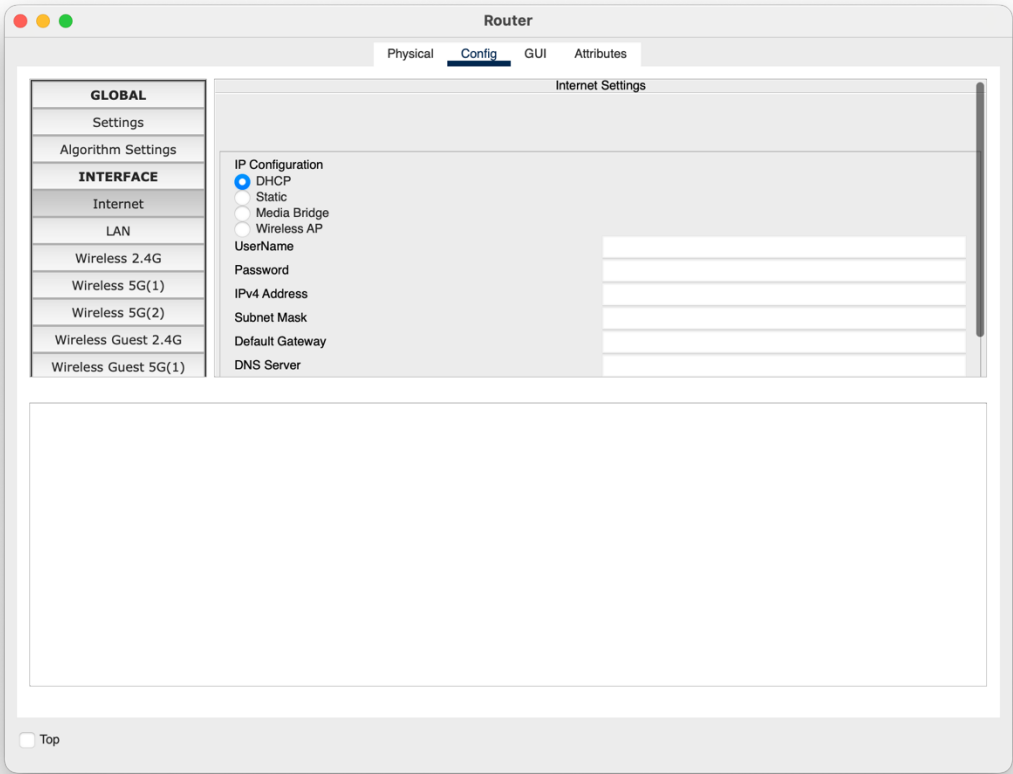 Router
Physical Config GUI Attributes
GLOBAL
Settings
Algorithm Settings
INTERFACE
Internet
LAN
Wireless 2.4G
Wireless 5G(1)
Wireless 5G(2)
Wireless Guest 2.4G
Wireless Guest 5G(1)
Internet Settings
IP Configuration
DHCP
Static
Media Bridge
Wireless AP
UserName
Password
IPv4 Address
Subnet Mask
Default Gateway
DNS Server
Top